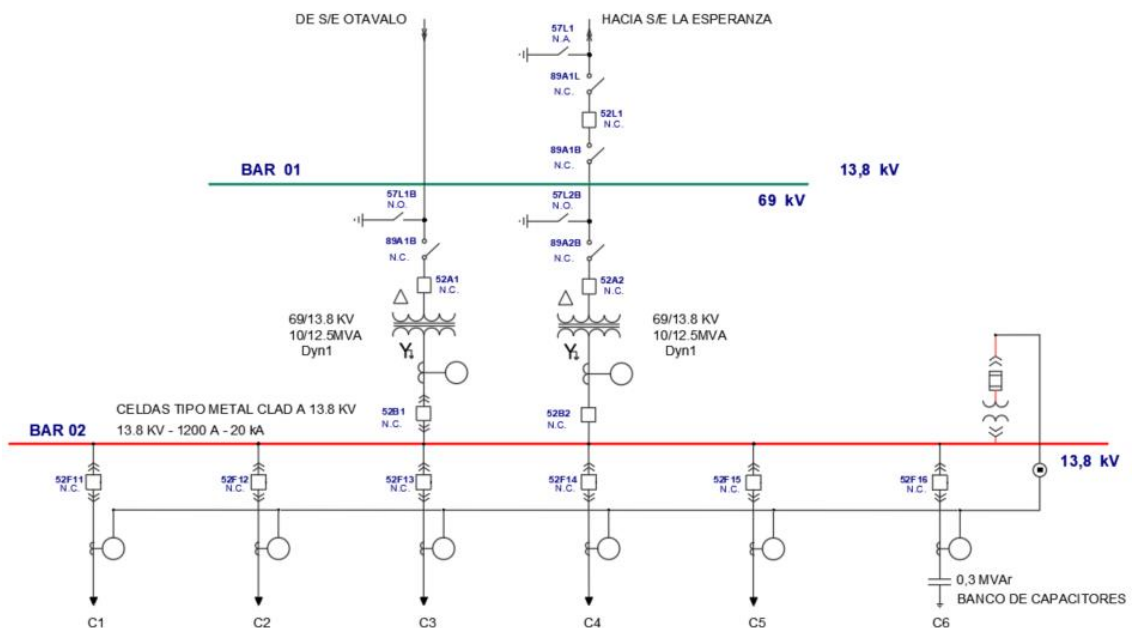 DE S/E OTAVALO
HACIA S/E LA ESPERANZA
57L1
N.A.
89A1L
N.C.
52L1
N.C.
89A1B
N.C.
BAR 01
13,8 kV
69 kV
57L1B
N.O.
57L2B
N.O.
89A1B
N.C.
89A2B
N.C.
52A1
N.C.
52A2
N.C.
69/13.8 KV
10/12.5MVA
Dyn1
69/13.8 KV
10/12.5MVA
Dyn1
CELDAS TIPO METAL CLAD A 13.8 KV
13.8 KV - 1200 A - 20 kA
52B1
N.C.
52B2
N.C.
BAR 02
13,8 kV
52F11
N.C.
52F12
N.C.
52F13
N.C.
52F14
N.C.
52F15
N.C.
52F16
N.C.
0,3 MVAr
BANCO DE CAPACITORES
C1
C2
C3
C4
C5
C6